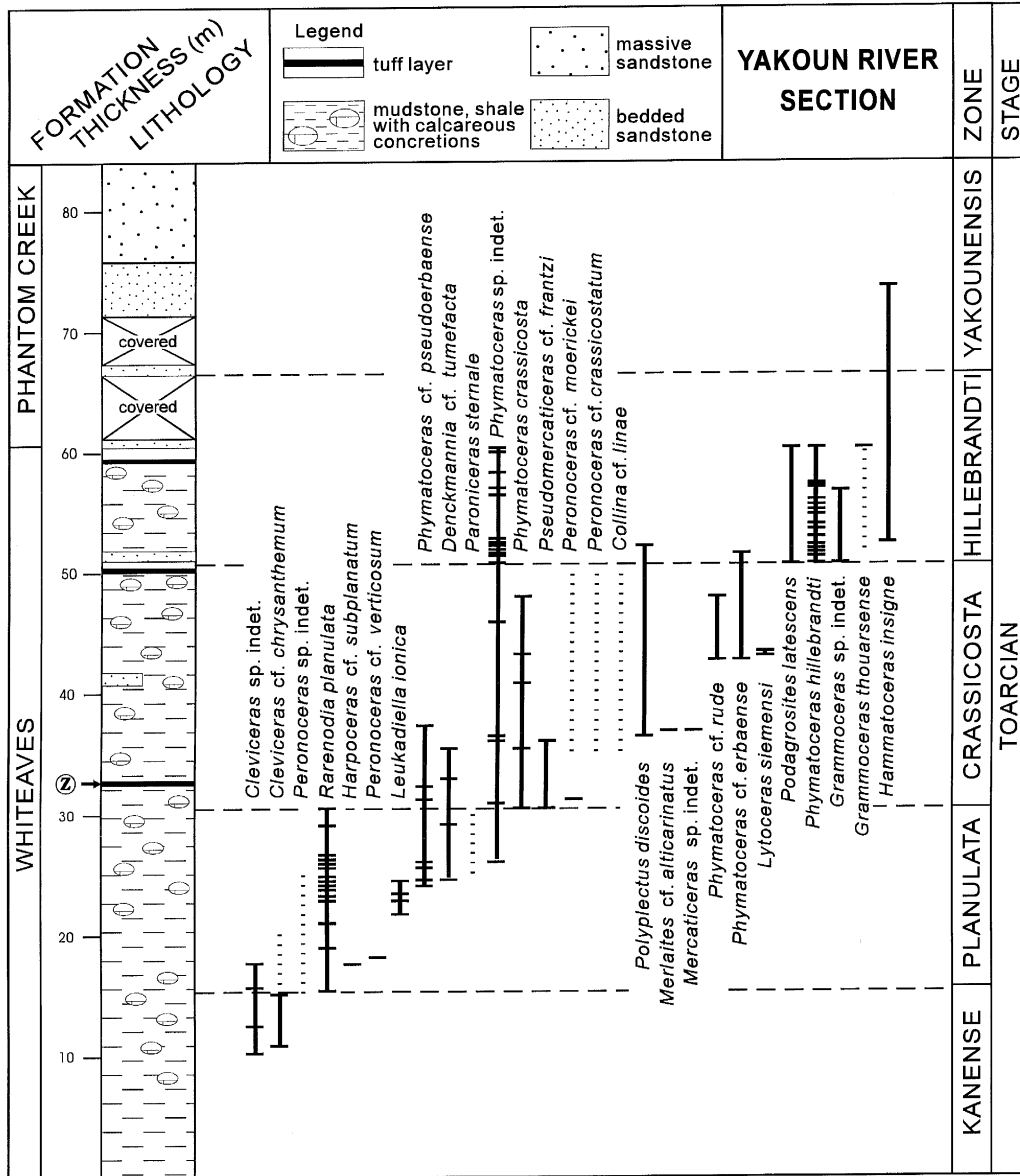 FORMATION
THICKNESS (m)
LITHOLOGY
Legend
tuff layer
mudstone, shale
with calcareous
concretions
massive
sandstone
bedded
sandstone
YAKOUN RIVER
SECTION
ZONE
STAGE
PHANTOM CREEK
WHITEAVES
80
70
60
50
40
30
20
10
covered
covered
Z
Cleviceras sp. indet.
Cleviceras cf. chrysanthemum
Peronoceras sp. indet.
Rarenodia planulata
Harpoceras cf. subplanatum
Peronoceras cf. verticosum
Leukadiella ionica
Phymatoceras cf. pseudoerbaense
Denckmannia cf. tumefacta
Paroniceras sternale
Phymatoceras sp. indet.
Phymatoceras crassicosta
Pseudomercaticeras cf. frantzi
Peronoceras cf. moerickei
Peronoceras cf. crassicostatum
Collina cf. linae
Polyplectus discoides
Merlaites cf. alticarinatus
Mercaticeras sp. indet.
Phymatoceras cf. rude
Phymatoceras cf. erbaense
Lytoceras siemensi
Podagrosites latescens
Phymatoceras hillebrandti
Grammoceras sp. indet.
Grammoceras thouarsense
Hammatoceras insigne
YAKOUNENSIS
HILLEBRANDTI
CRASSICOSTA
PLANULATA
KANENSE
TOARCIAN